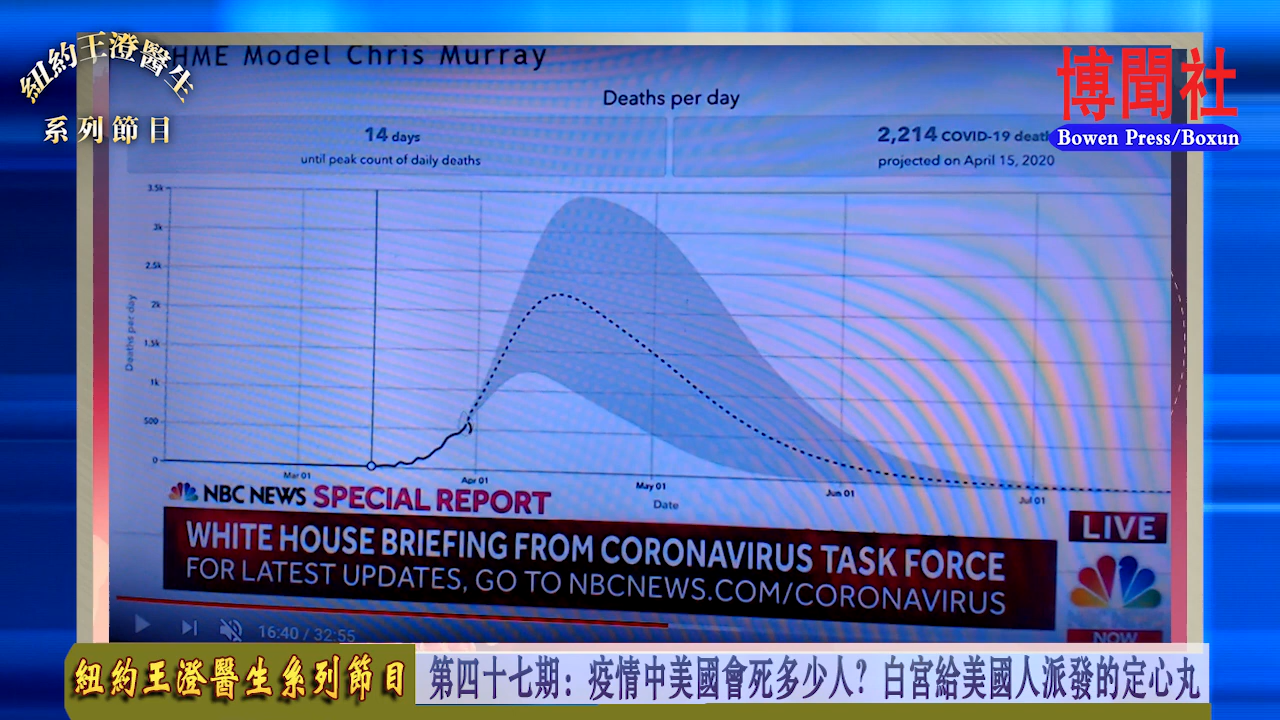 紐約王澄醫生
系列節目
HME Model Chris Murray
博聞社
Bowen Press/Boxun
Deaths per day
14 days
until peak count of daily deaths
2,214 COVID-19 death
projected on April 15, 2020
3.5k
3k
2.5k
2k
1.5k
1k
500
0
Deaths per day
Mar 01
Apr 01
May 01
Jun 01
Jul 01
Date
NBC NEWS SPECIAL REPORT
WHITE HOUSE BRIEFING FROM CORONAVIRUS TASK FORCE
FOR LATEST UPDATES, GO TO NBCNEWS.COM/CORONAVIRUS
LIVE
NOW
16:40 / 32:55
紐約王澄醫生系列節目
第四十七期：疫情中美國會死多少人？白宮給美國人派發的定心丸